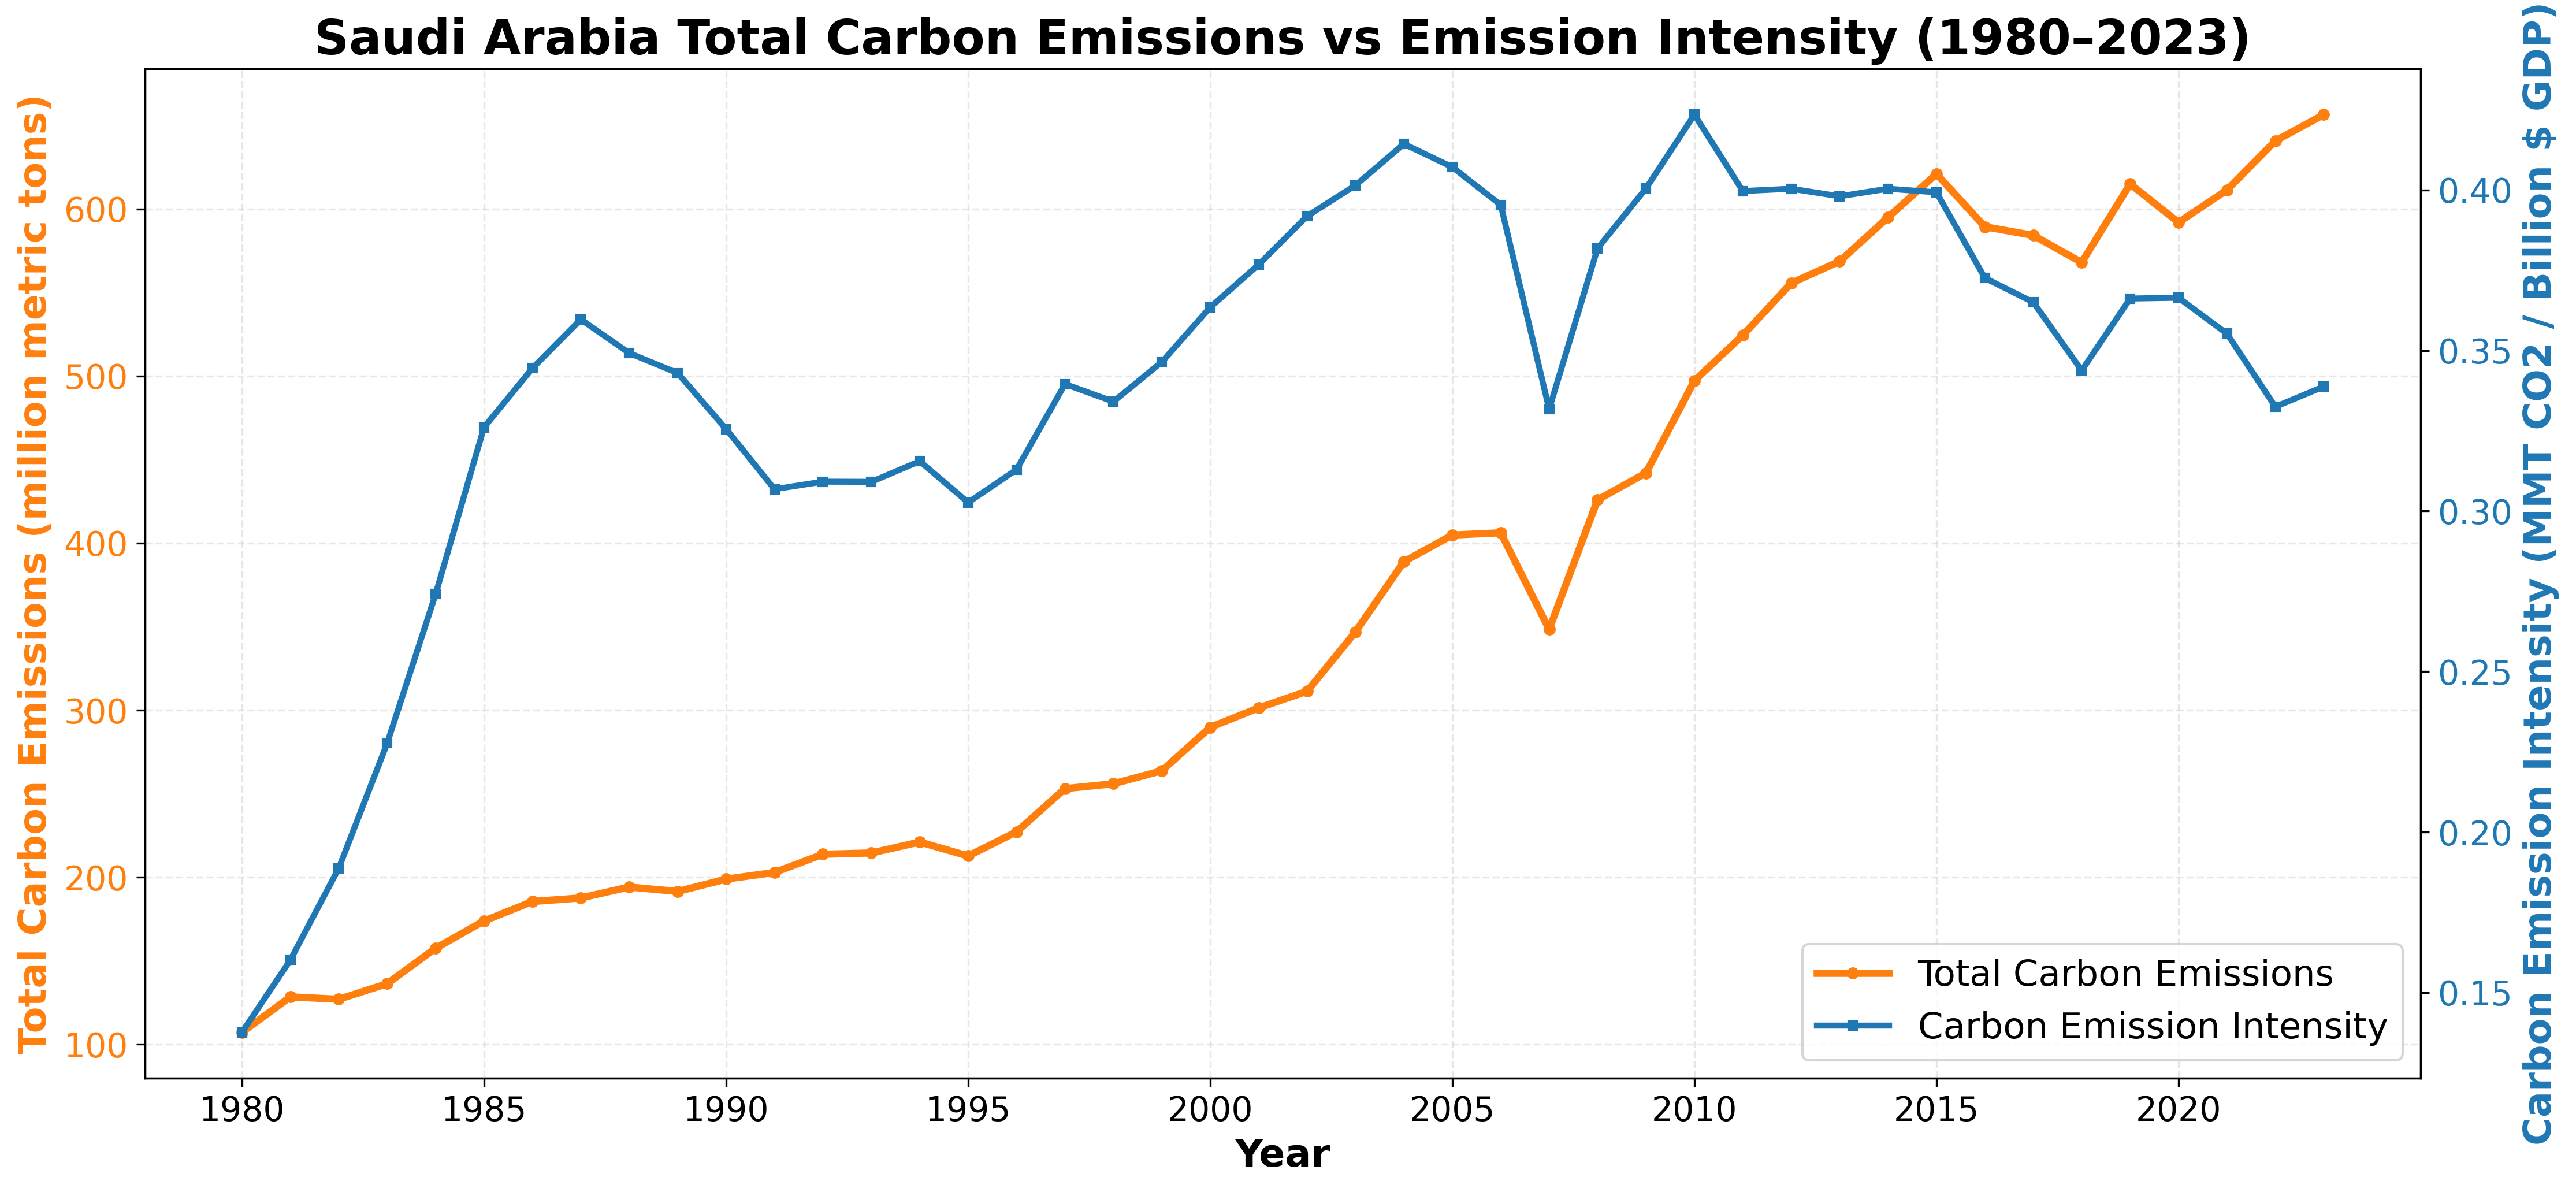 Saudi Arabia Total Carbon Emissions vs Emission Intensity (1980–2023)
Total Carbon Emissions (million metric tons)
600
500
400
300
200
100
0.40
0.35
0.30
0.25
0.20
0.15
Carbon Emission Intensity (MMT CO2 / Billion $ GDP)
Total Carbon Emissions
Carbon Emission Intensity
1980 1985 1990 1995 2000 2005 2010 2015 2020
Year